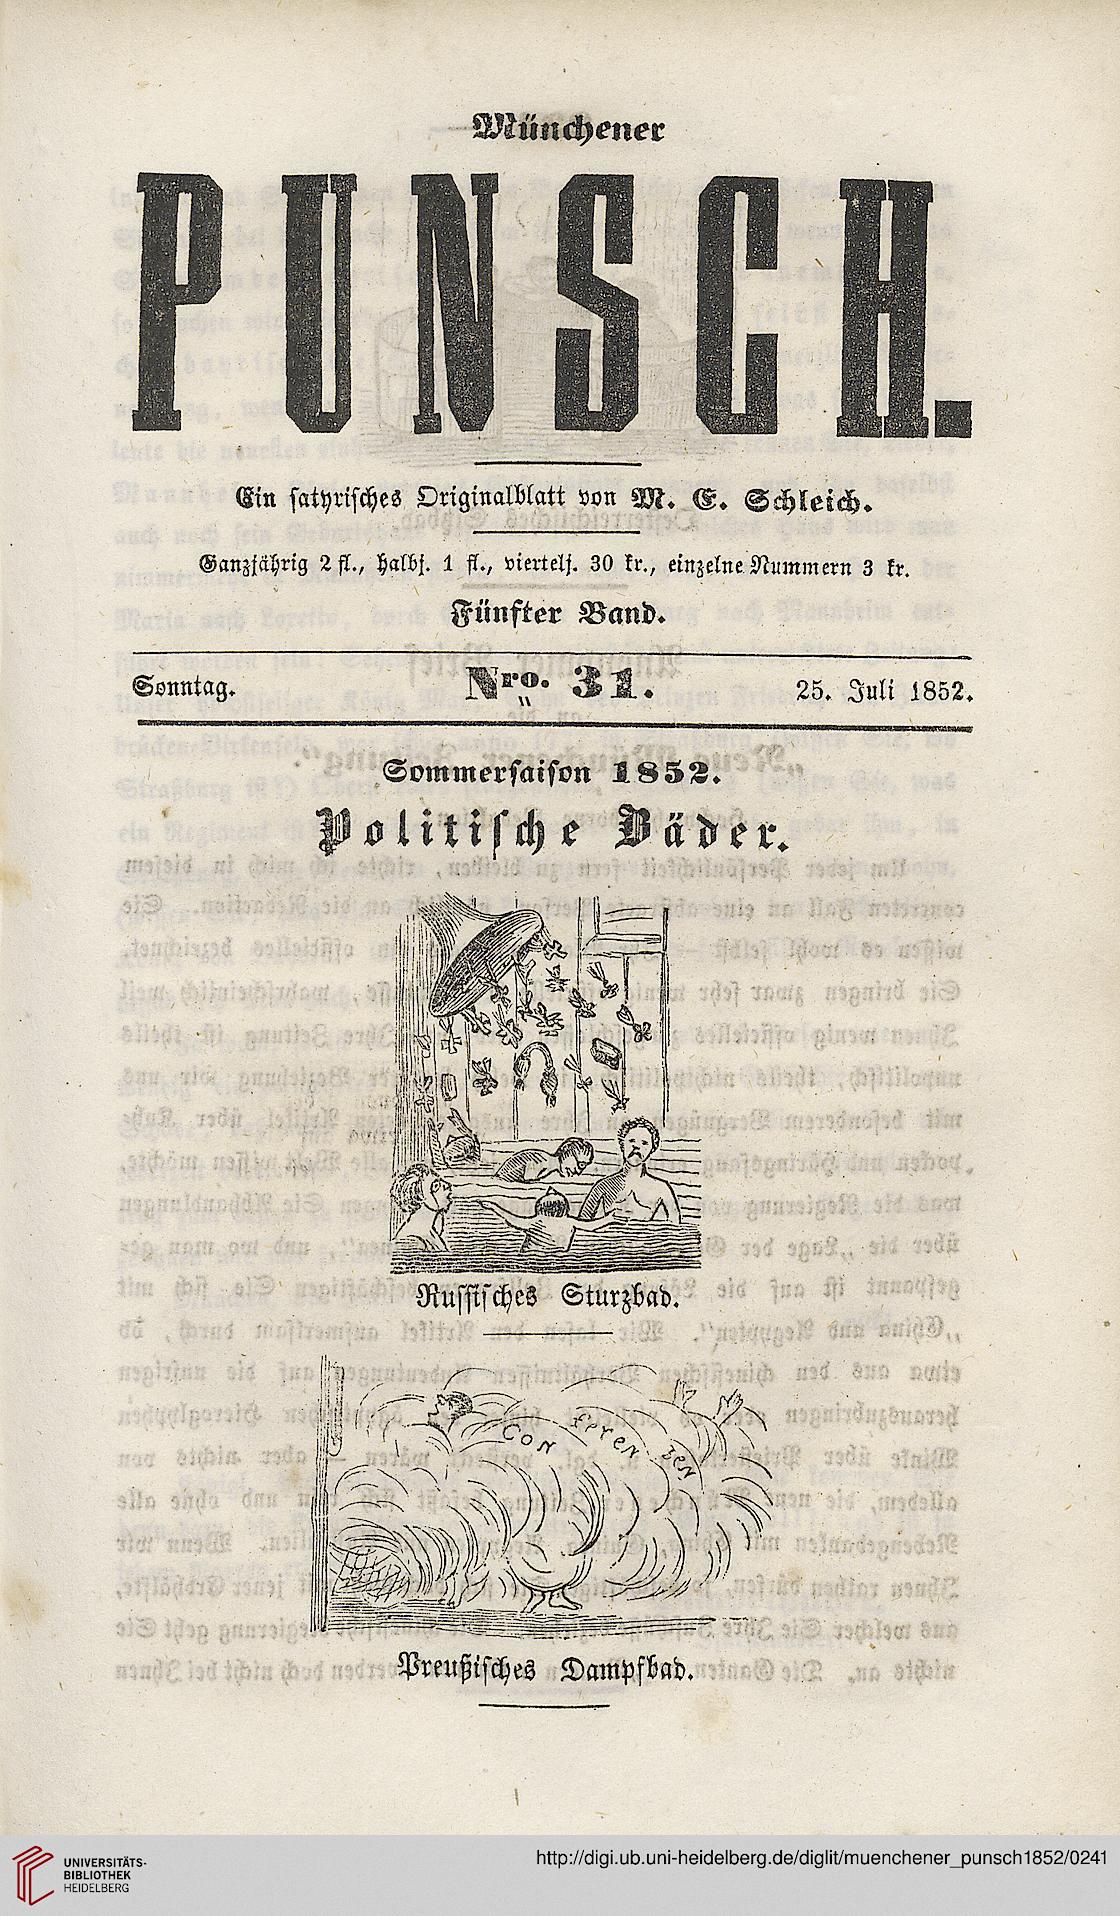 Münchener
PUNSCH.
Ein satyrisches Originalblatt von M. E. Schleich.
Ganzjährig 2 fl., halbj. 1 fl., viertelj. 30 kr., einzelne Nummern 3 kr.
Fünfter Band.
Sonntag. Nro. 31. 25. Juli 1852.
Sommersaison 1852.
Politische Bäder.
Russisches Sturzbad.
Con feren zen
Preußisches Dampfbad.
UNIVERSITÄTS-
BIBLIOTHEK
HEIDELBERG
http://digi.ub.uni-heidelberg.de/diglit/muenchener_punsch1852/0241